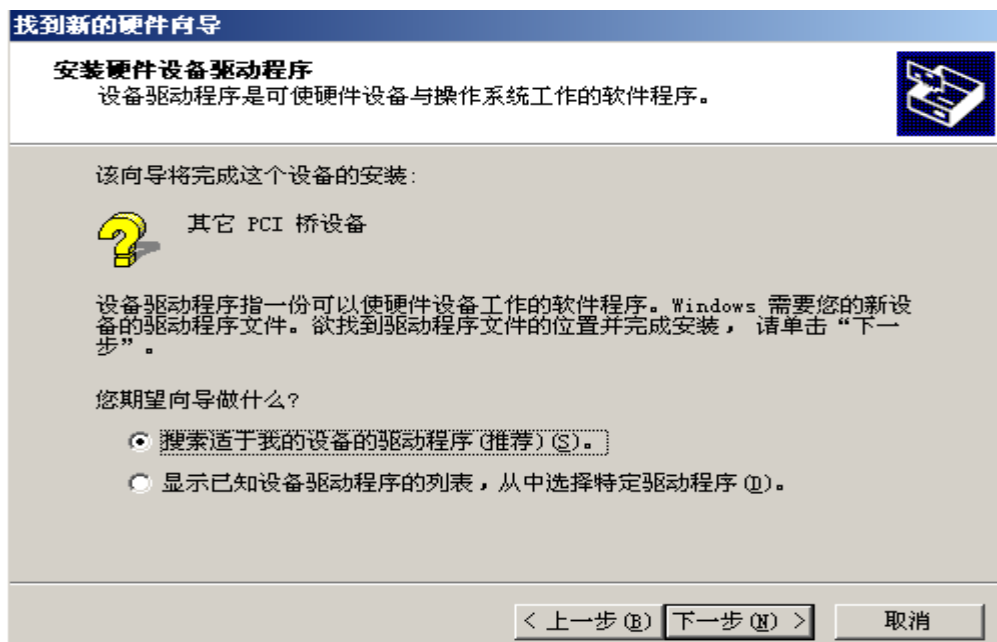 找到新的硬件向导
安装硬件设备驱动程序
设备驱动程序是可使硬件设备与操作系统工作的软件程序。
该向导将完成这个设备的安装:
其它 PCI 桥设备
设备驱动程序指一份可以使硬件设备工作的软件程序。Windows 需要您的新设
备的驱动程序文件。欲找到驱动程序文件的位置并完成安装， 请单击“下一
步”。
您期望向导做什么?
搜索适于我的设备的驱动程序(推荐)(S)。
显示已知设备驱动程序的列表，从中选择特定驱动程序(D)。
< 上一步(B) 下一步(N) > 取消